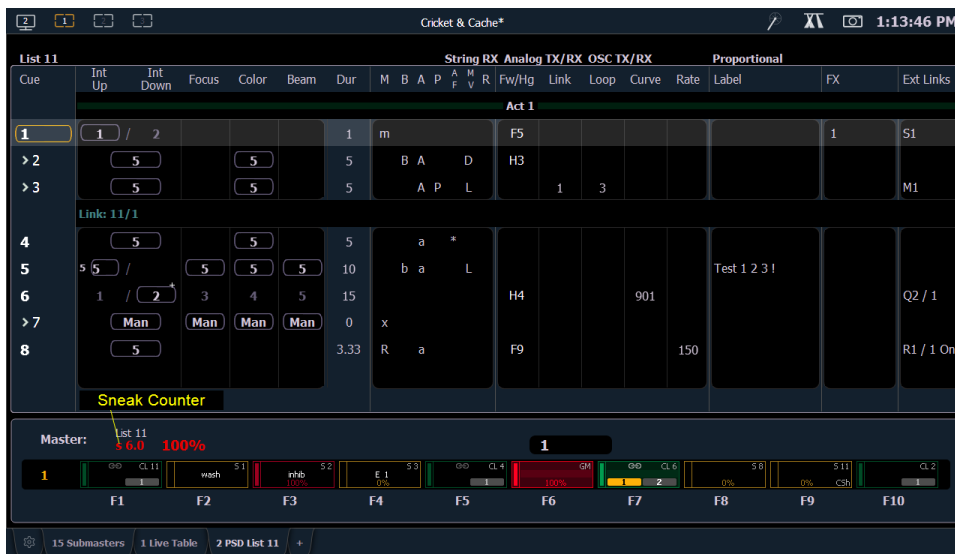 2 1 2 Cricket & Cache* 1:13:46 PM
List 11 String RX Analog TX/RX OSC TX/RX Proportional
Cue Int Up Int Down Focus Color Beam Dur M B A P AF MV R Fw/Hg Link Loop Curve Rate Label FX Ext Links
Act 1
1 1 / 2 1 m F5 1 S1
> 2 5 5 5 B A D H3
> 3 5 5 5 A P L 1 3 M1
Link: 11/1
4 5 5 5 a *
5 5 5 / 5 5 5 10 b a L Test 1 2 3 !
6 1 / 2 + 3 4 5 15 H4 901 Q2 / 1
> 7 Man Man Man Man 0 x
8 5 3.33 R a F9 150 R1 / 1 On
Sneak Counter
List 11
Master: s 6.0 100% 1
1 CL 11 1 wash S 1 inhib 100% S 2 E 1 0% S 3 CL 4 1 GM 100% CL 6 1 2 S 8 0% S 11 0% CSh CL 2 1
F1 F2 F3 F4 F5 F6 F7 F8 F9 F10
15 Submasters 1 Live Table 2 PSD List 11 +